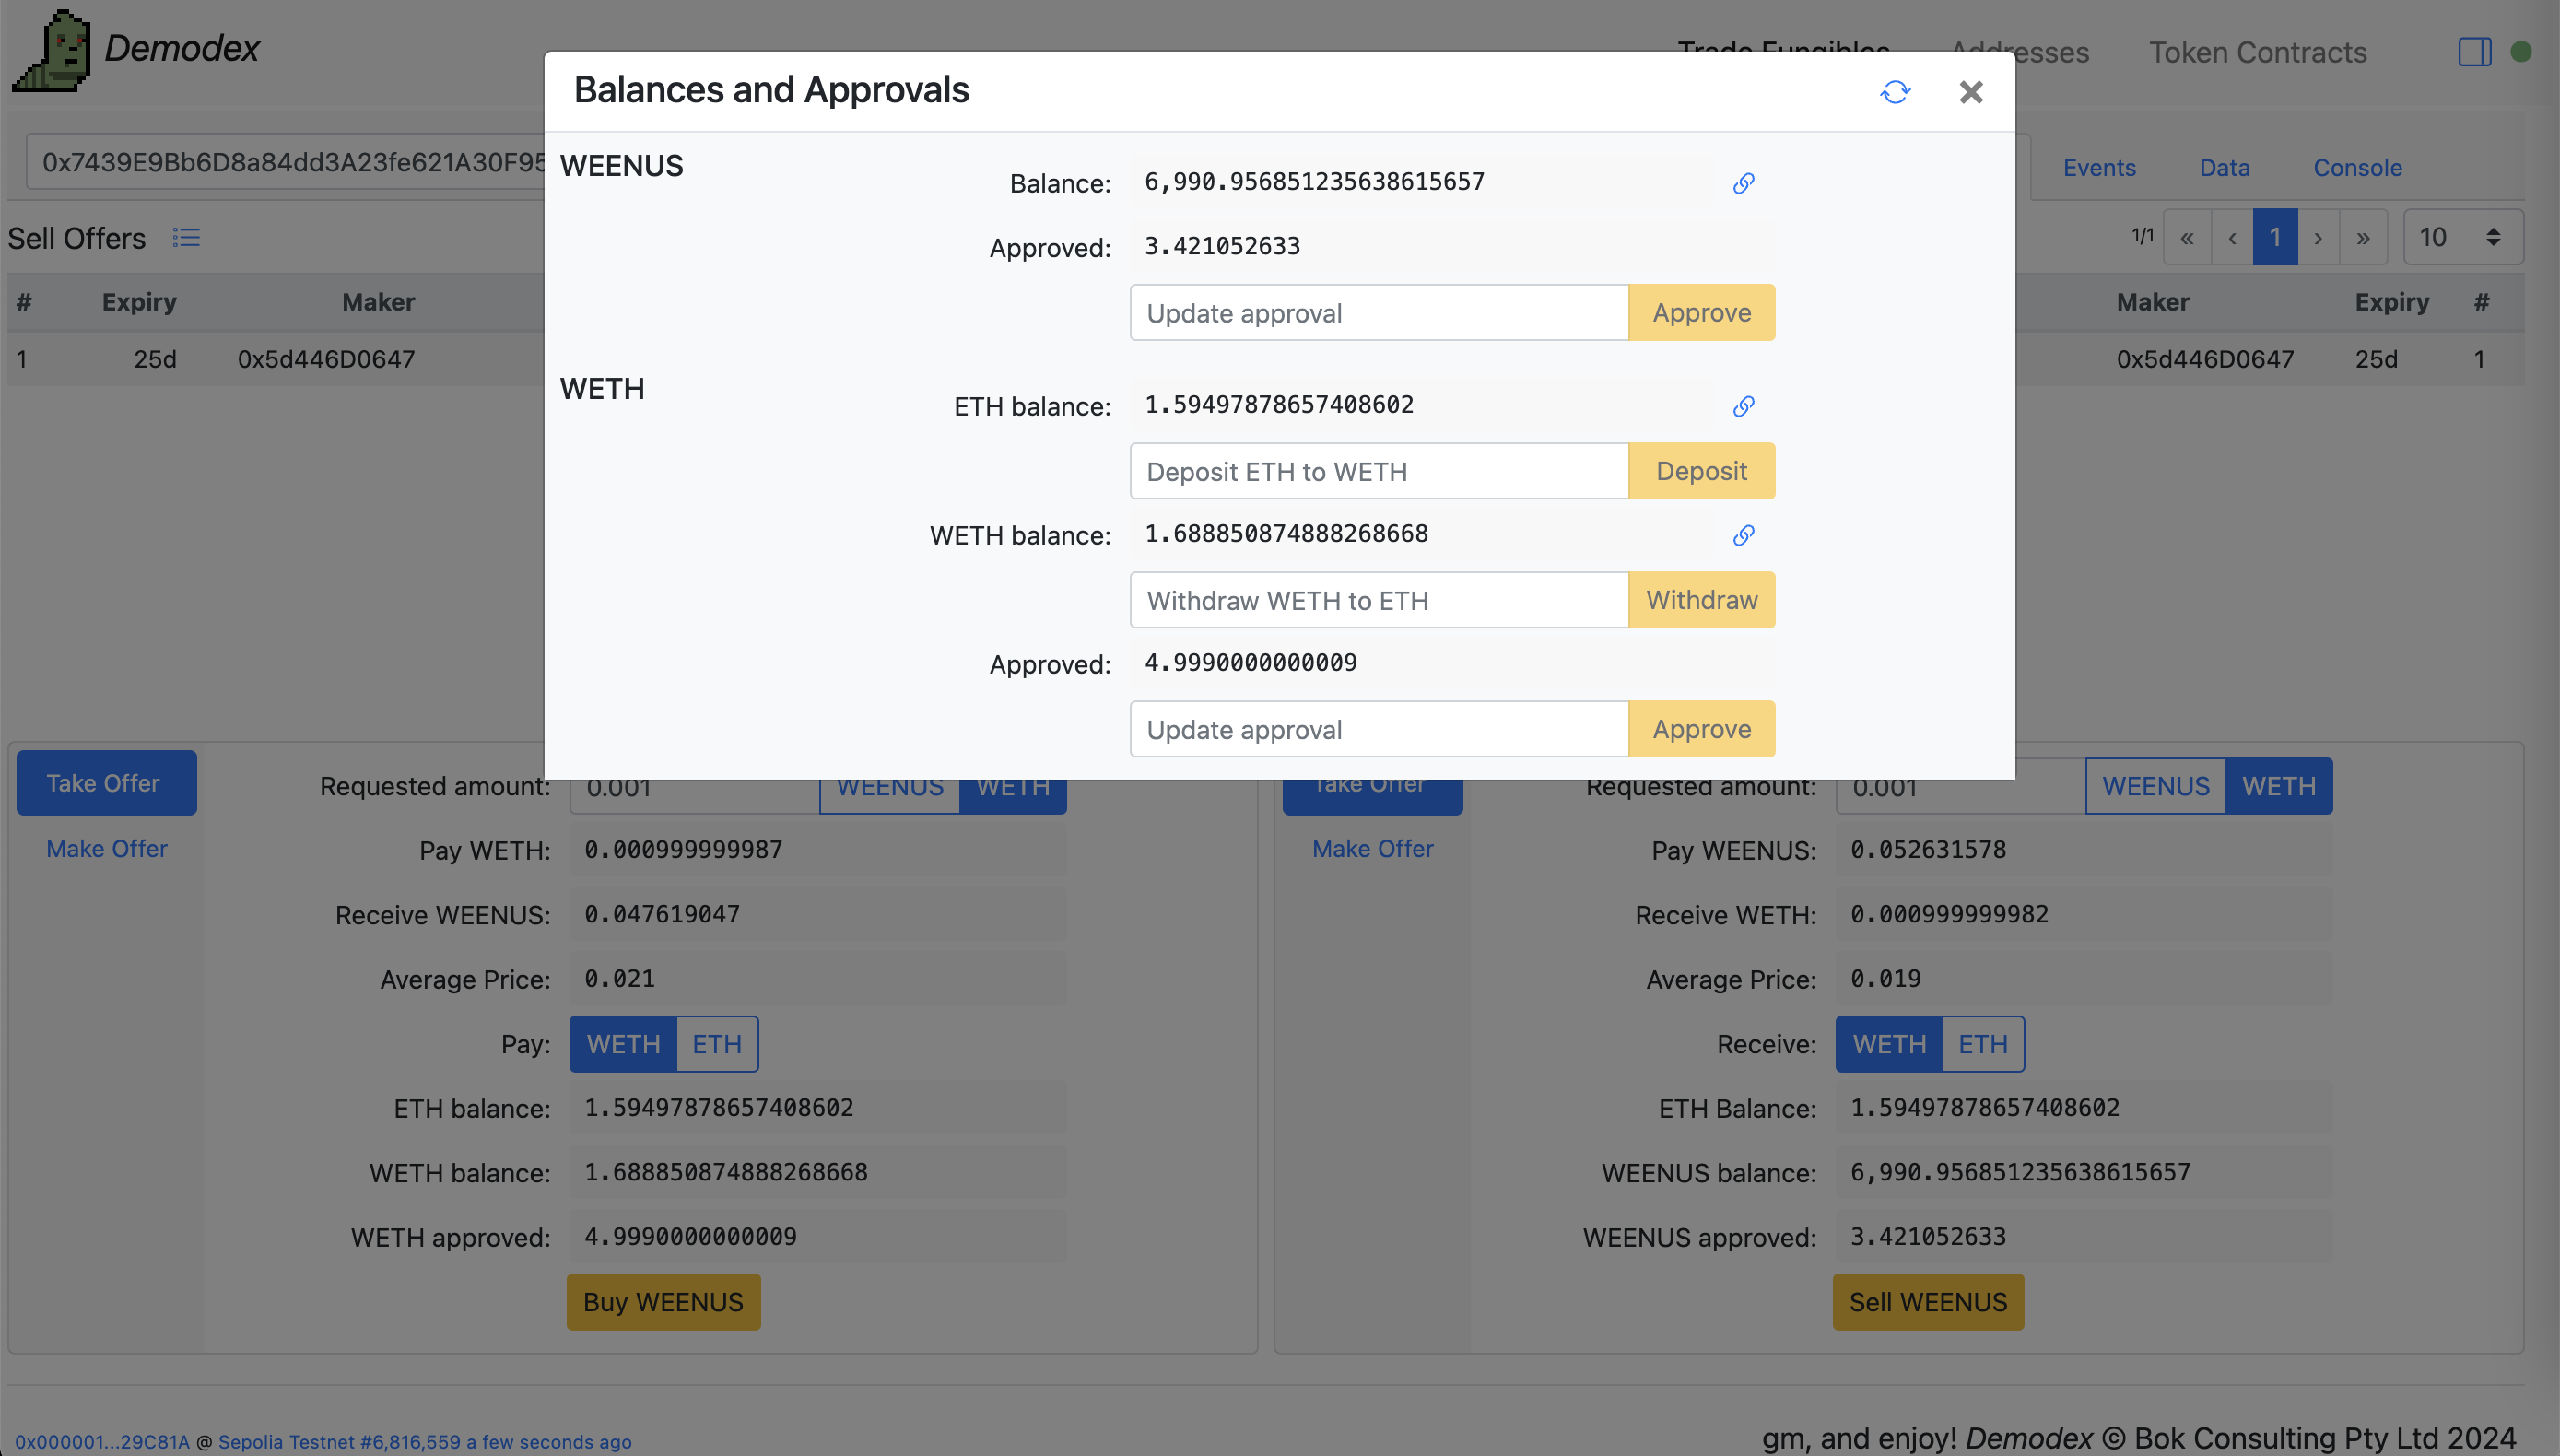 Demodex
Trade Fungibles Addresses Token Contracts
Balances and Approvals
0x7439E9Bb6D8a84dd3A23fe621A30F95
Events Data Console
WEENUS
Balance: 6,990.956851235638615657
Sell Offers
1/1 « ‹ 1 › » 10
Approved: 3.421052633
# Expiry Maker
Maker Expiry #
Update approval Approve
1 25d 0x5d446D0647
0x5d446D0647 25d 1
WETH
ETH balance: 1.59497878657408602
Deposit ETH to WETH Deposit
WETH balance: 1.688850874888268668
Withdraw WETH to ETH Withdraw
Approved: 4.9990000000009
Update approval Approve
Take Offer Requested amount: 0.001 WEENUS WETH
Make Offer Pay WETH: 0.000999999987
Receive WEENUS: 0.047619047
Average Price: 0.021
Pay: WETH ETH
ETH balance: 1.59497878657408602
WETH balance: 1.688850874888268668
WETH approved: 4.9990000000009
Buy WEENUS
Take Offer Requested amount: 0.001 WEENUS WETH
Make Offer Pay WEENUS: 0.052631578
Receive WETH: 0.000999999982
Average Price: 0.019
Receive: WETH ETH
ETH Balance: 1.59497878657408602
WEENUS balance: 6,990.956851235638615657
WEENUS approved: 3.421052633
Sell WEENUS
0x000001...29C81A @ Sepolia Testnet #6,816,559 a few seconds ago
gm, and enjoy! Demodex © Bok Consulting Pty Ltd 2024